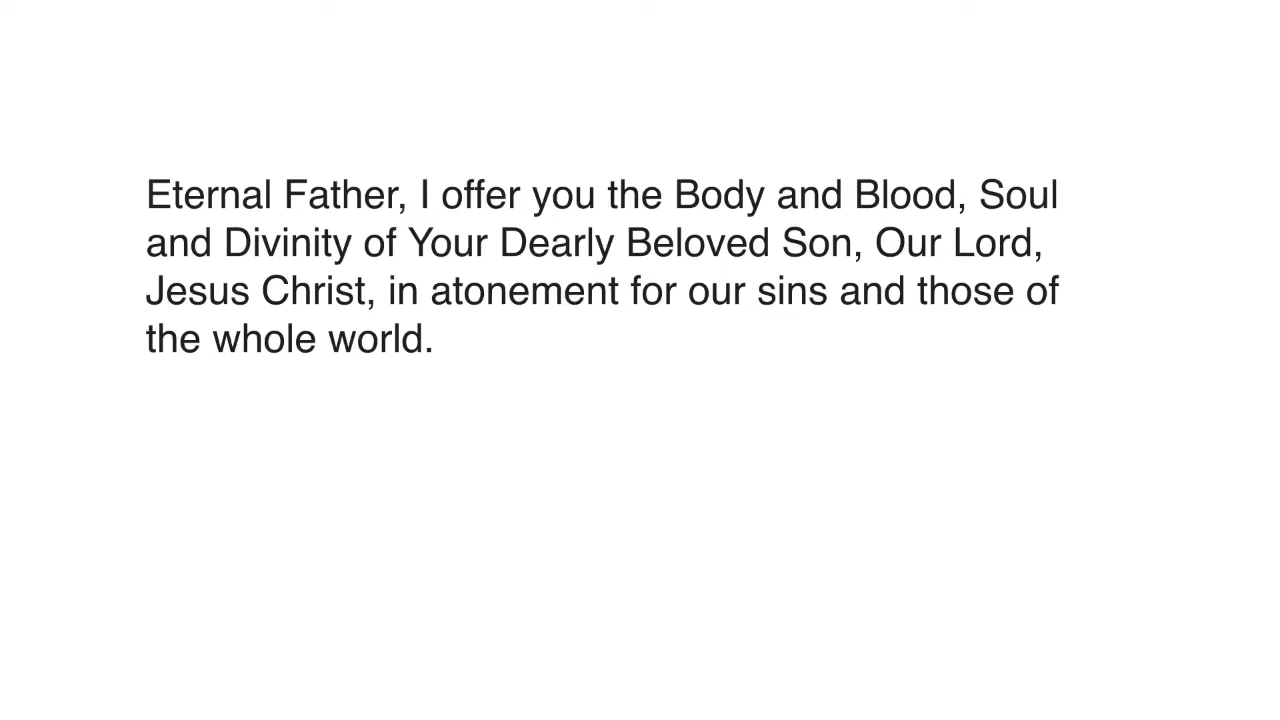 Eternal Father, I offer you the Body and Blood, Soul
and Divinity of Your Dearly Beloved Son, Our Lord,
Jesus Christ, in atonement for our sins and those of
the whole world.